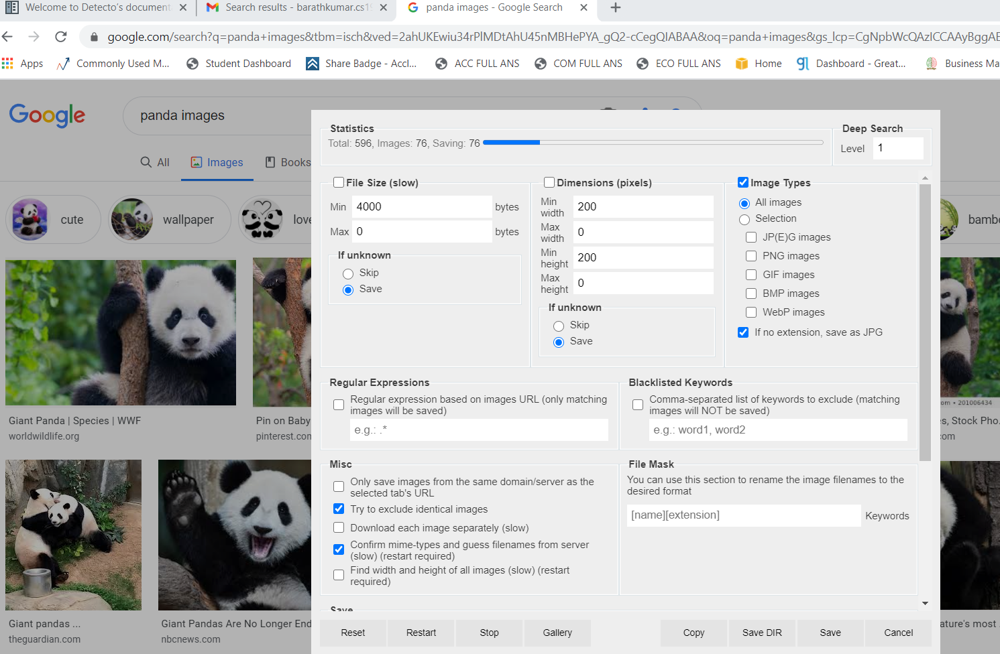 Welcome to Detecto's document
Search results - barathkumar.cs19
panda images - Google Search
google.com/search?q=panda+images&tbm=isch&ved=2ahUKEwiu34rPlMDtAhU45nMBHePYA_gQ2-cCegQIABAA&oq=panda+images&gs_lcp=CgNpbWcQAzICCAAyBggAE
Apps
Commonly Used M...
Student Dashboard
Share Badge - Accl...
ACC FULL ANS
COM FULL ANS
ECO FULL ANS
Home
gl Dashboard - Great...
Business Ma
Google
panda images
All
Images
Books
cute
wallpaper
love
bambo
Giant Panda | Species | WWF
worldwildlife.org
Pin on Baby
pinterest.com
om • 201006434
s, Stock Pho.
com
Giant pandas ...
theguardian.com
Giant Pandas Are No Longer End
nbcnews.com
ature's most .
Statistics
Total: 596, Images: 76, Saving: 76
Deep Search
Level 1
File Size (slow)
Min 4000 bytes
Max 0 bytes
If unknown
Skip
Save
Dimensions (pixels)
Min width 200
Max width 0
Min height 200
Max height 0
If unknown
Skip
Save
Image Types
All images
Selection
JP(E)G images
PNG images
GIF images
BMP images
WebP images
If no extension, save as JPG
Regular Expressions
Regular expression based on images URL (only matching
images will be saved)
e.g.: .*
Blacklisted Keywords
Comma-separated list of keywords to exclude (matching
images will NOT be saved)
e.g.: word1, word2
Misc
Only save images from the same domain/server as the
selected tab's URL
Try to exclude identical images
Download each image separately (slow)
Confirm mime-types and guess filenames from server
(slow) (restart required)
Find width and height of all images (slow) (restart
required)
File Mask
You can use this section to rename the image filenames to the
desired format
[name][extension] Keywords
Save
Reset
Restart
Stop
Gallery
Copy
Save DIR
Save
Cancel